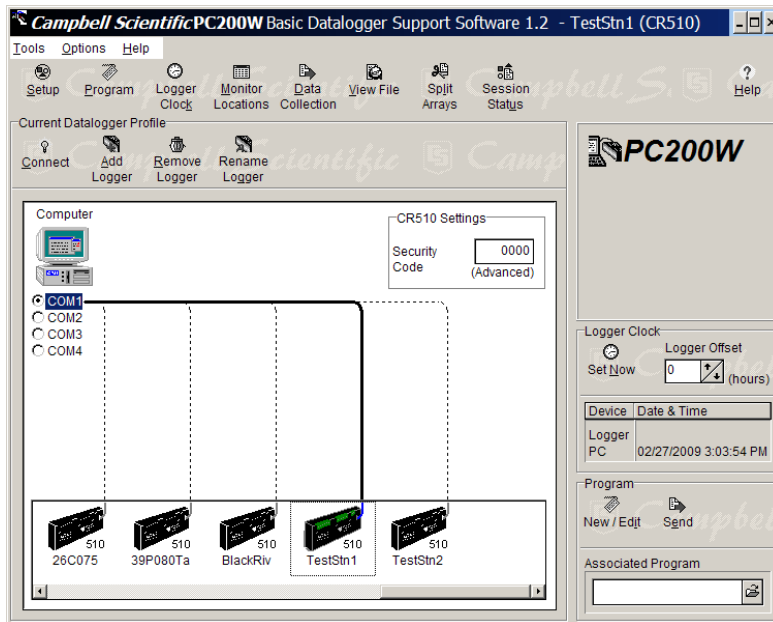 Campbell Scientific PC200W Basic Datalogger Support Software 1.2 - TestStn1 (CR510)
Tools Options Help
Setup Program Logger Clock Monitor Locations Data Collection View File Split Arrays Session Status Help
Current Datalogger Profile
Connect Add Logger Remove Logger Rename Logger
PC200W
Computer
CR510 Settings
Security Code 0000
(Advanced)
COM1
COM2
COM3
COM4
510 510 510 510 510
26C075 39P080Ta BlackRiv TestStn1 TestStn2
Logger Clock
Set Now
Logger Offset
0 (hours)
Device Date & Time
Logger
PC 02/27/2009 3:03:54 PM
Program
New / Edit Send
Associated Program